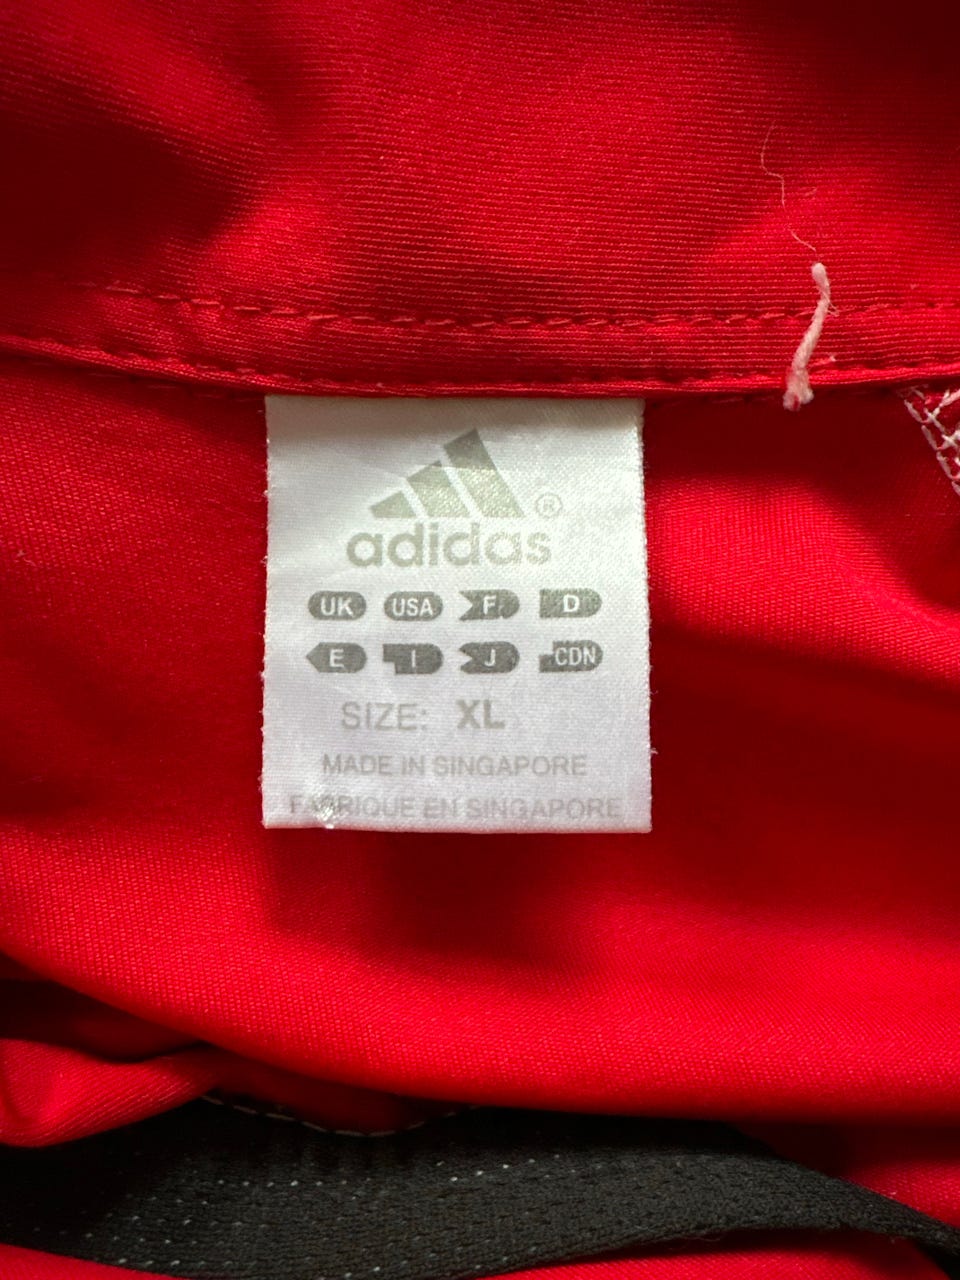 adidas®
UK USA F D
E I J CDN
SIZE: XL
MADE IN SINGAPORE
FABRIQUE EN SINGAPORE